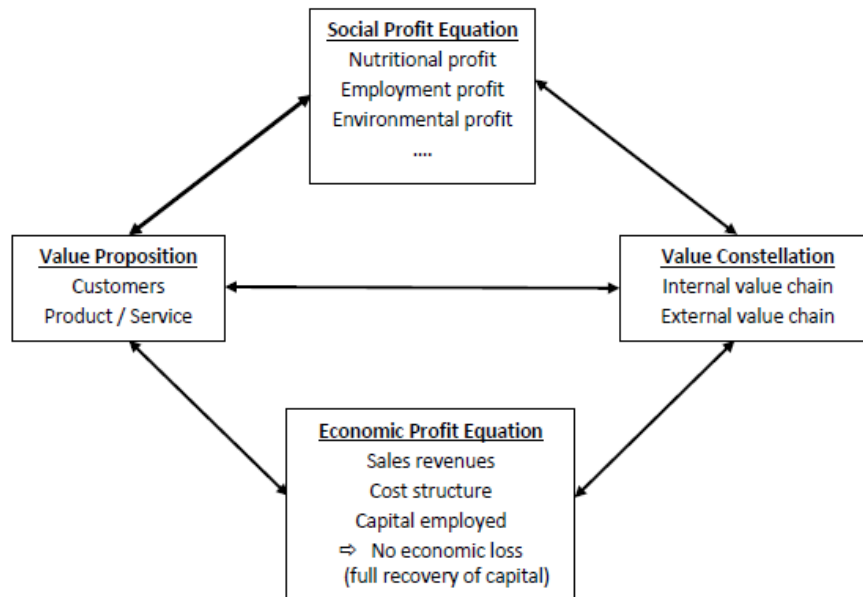 Social Profit Equation
Nutritional profit
Employment profit
Environmental profit
....
Value Proposition
Customers
Product / Service
Value Constellation
Internal value chain
External value chain
Economic Profit Equation
Sales revenues
Cost structure
Capital employed
⇨ No economic loss
(full recovery of capital)